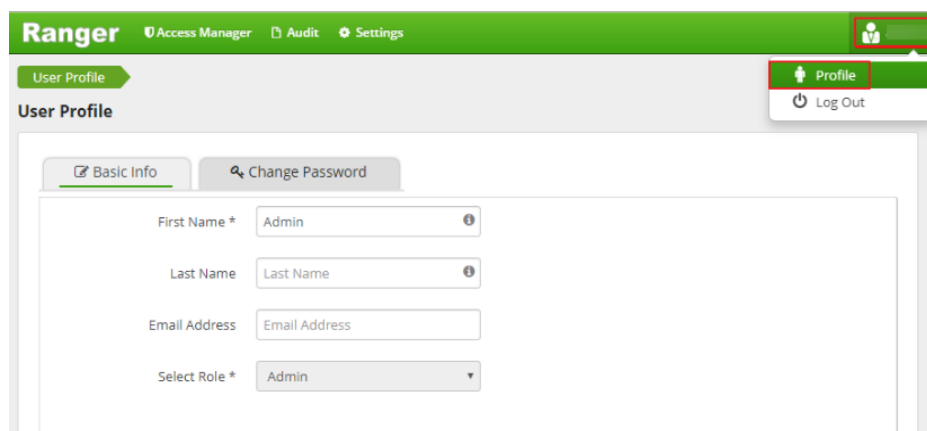 Ranger Access Manager Audit Settings
User Profile
Profile
Log Out
User Profile
Basic Info Change Password
First Name * Admin
Last Name Last Name
Email Address Email Address
Select Role * Admin